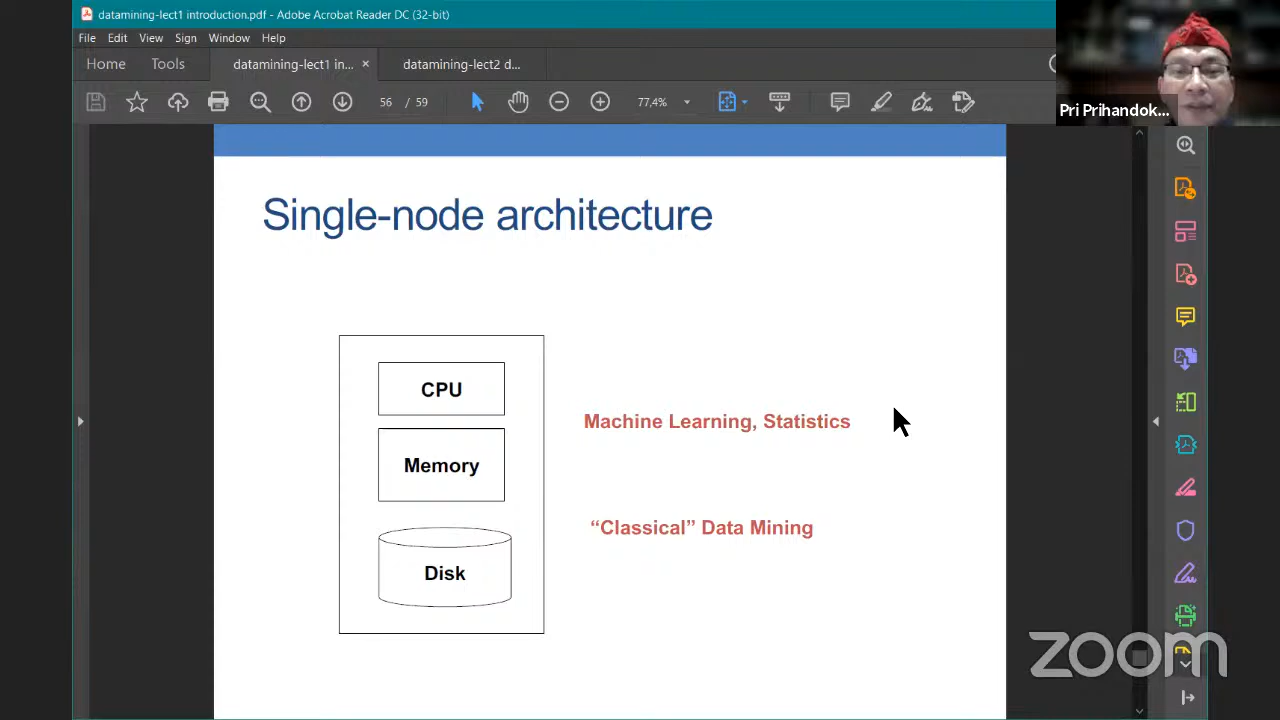 datamining-lect1 introduction.pdf - Adobe Acrobat Reader DC (32-bit)
File Edit View Sign Window Help
Home Tools datamining-lect1 in... × datamining-lect2 d...
56 / 59 77,4%
Pri Prihandok...
Single-node architecture
CPU
Machine Learning, Statistics
Memory
“Classical” Data Mining
Disk
zoom